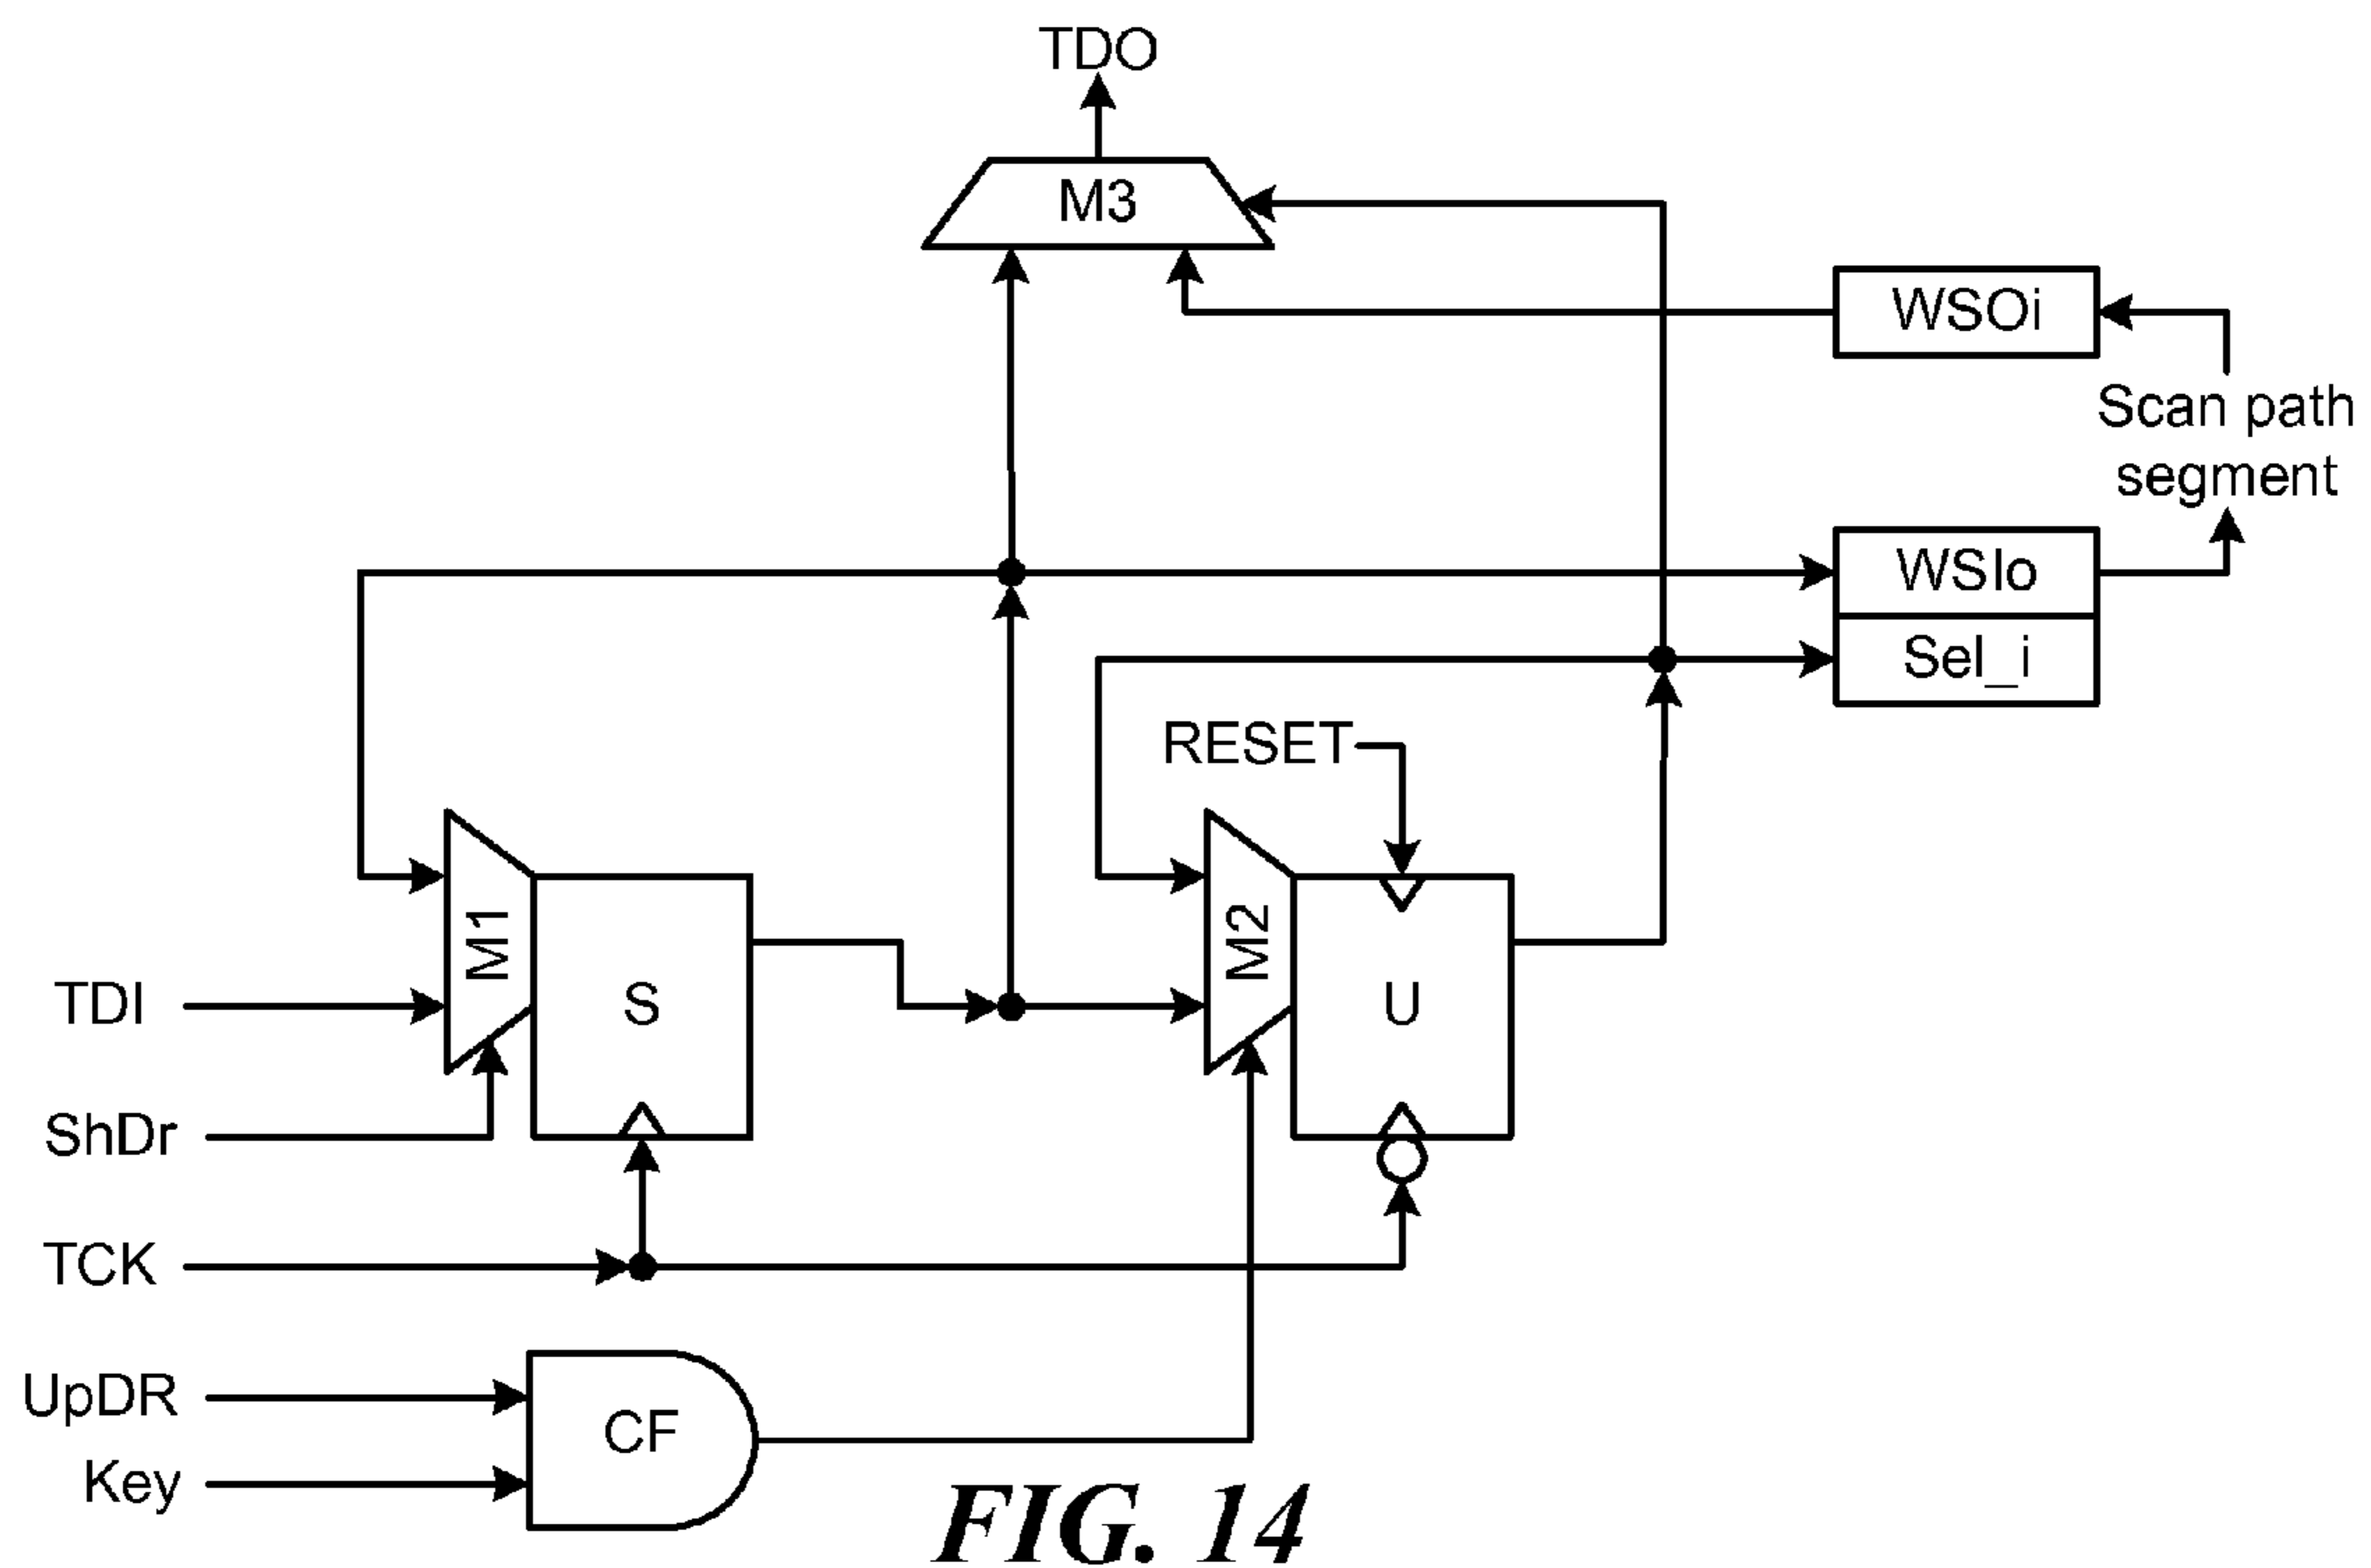 TDO
M3
WSOi
Scan path
segment
WSIo
Sel_i
RESET
M1
M2
TDI
S
U
ShDr
TCK
UpDR
CF
Key
FIG. 14